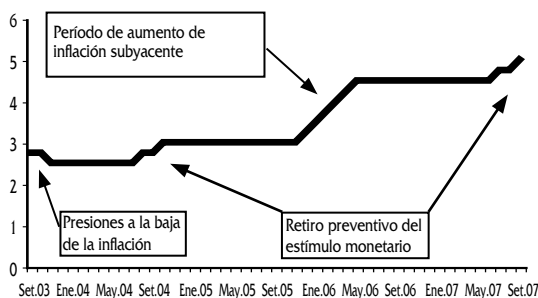 6
5
4
3
2
1
0
Período de aumento de
inflación subyacente
Presiones a la baja
de la inflación
Retiro preventivo del
estímulo monetario
Set.03 Ene.04 May.04 Set.04 Ene.05 May.05 Set.05 Ene.06 May.06 Set.06 Ene.07 May.07 Set.07